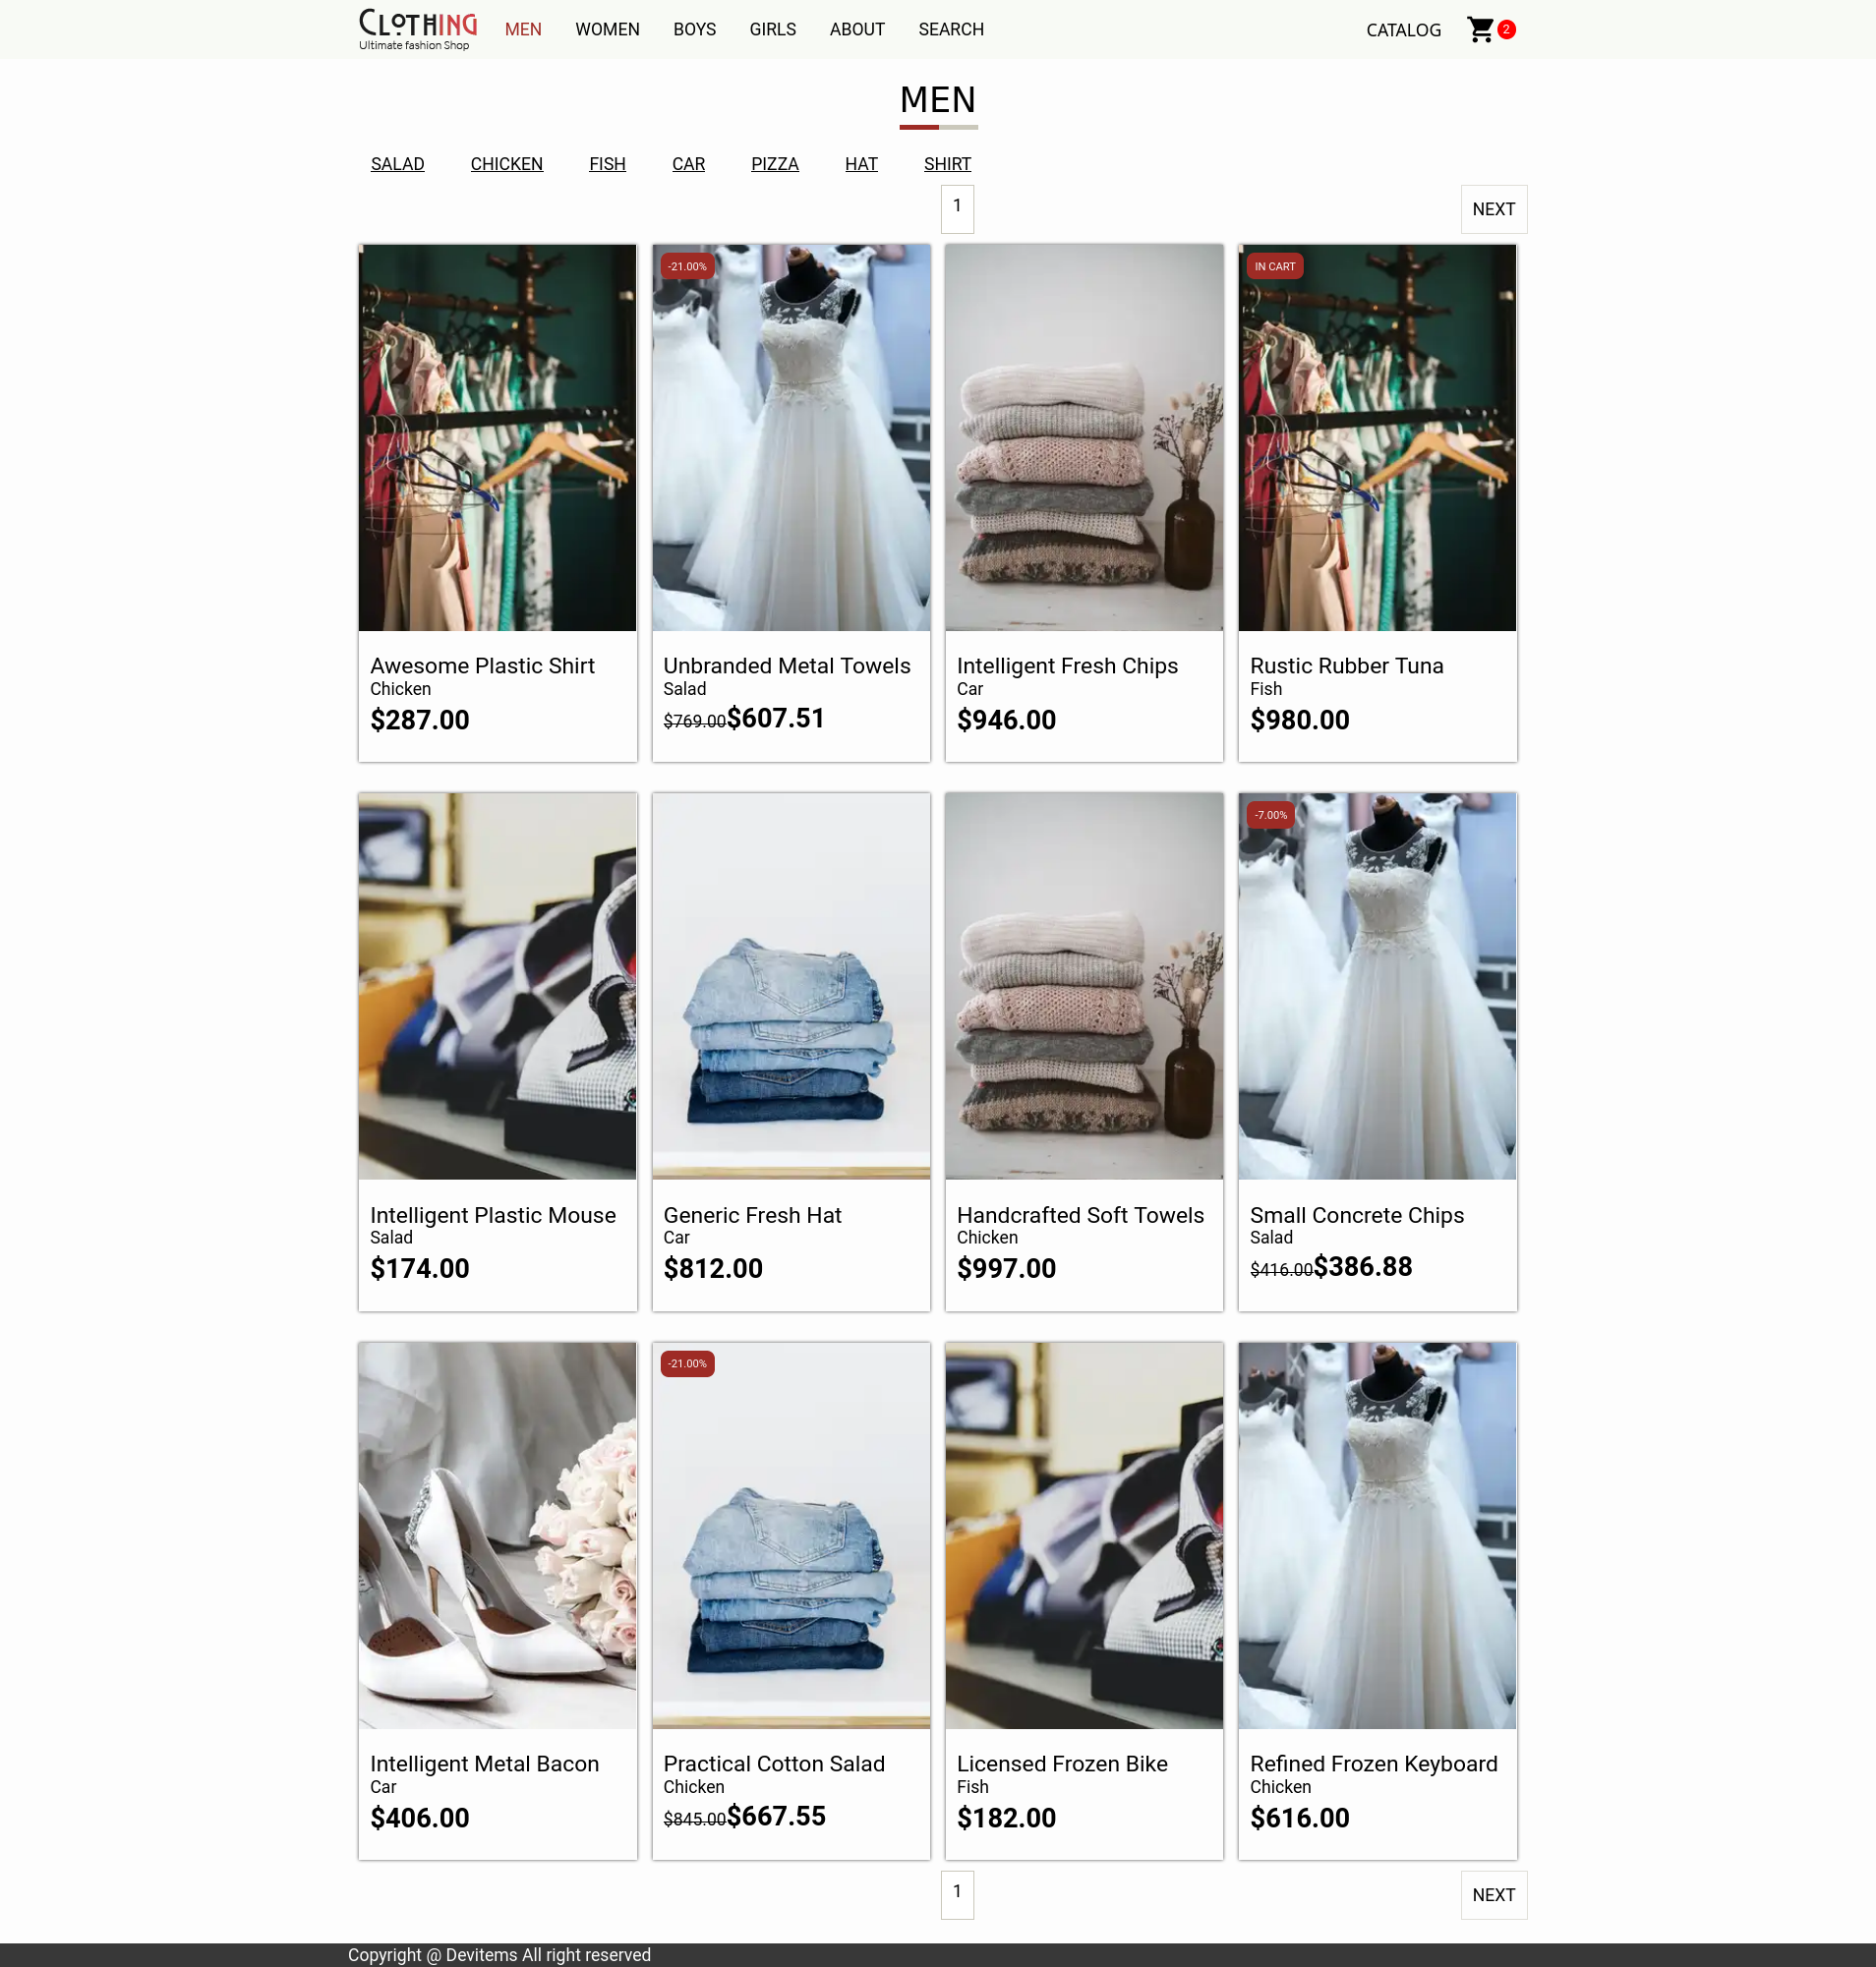 CLOTHING
Ultimate fashion Shop
MEN WOMEN BOYS GIRLS ABOUT SEARCH CATALOG 2
MEN
SALAD CHICKEN FISH CAR PIZZA HAT SHIRT
1 NEXT
-21.00% IN CART
Awesome Plastic Shirt
Chicken
$287.00
Unbranded Metal Towels
Salad
$769.00$607.51
Intelligent Fresh Chips
Car
$946.00
Rustic Rubber Tuna
Fish
$980.00
-7.00%
Intelligent Plastic Mouse
Salad
$174.00
Generic Fresh Hat
Car
$812.00
Handcrafted Soft Towels
Chicken
$997.00
Small Concrete Chips
Salad
$416.00$386.88
-21.00%
Intelligent Metal Bacon
Car
$406.00
Practical Cotton Salad
Chicken
$845.00$667.55
Licensed Frozen Bike
Fish
$182.00
Refined Frozen Keyboard
Chicken
$616.00
1 NEXT
Copyright @ Devitems All right reserved